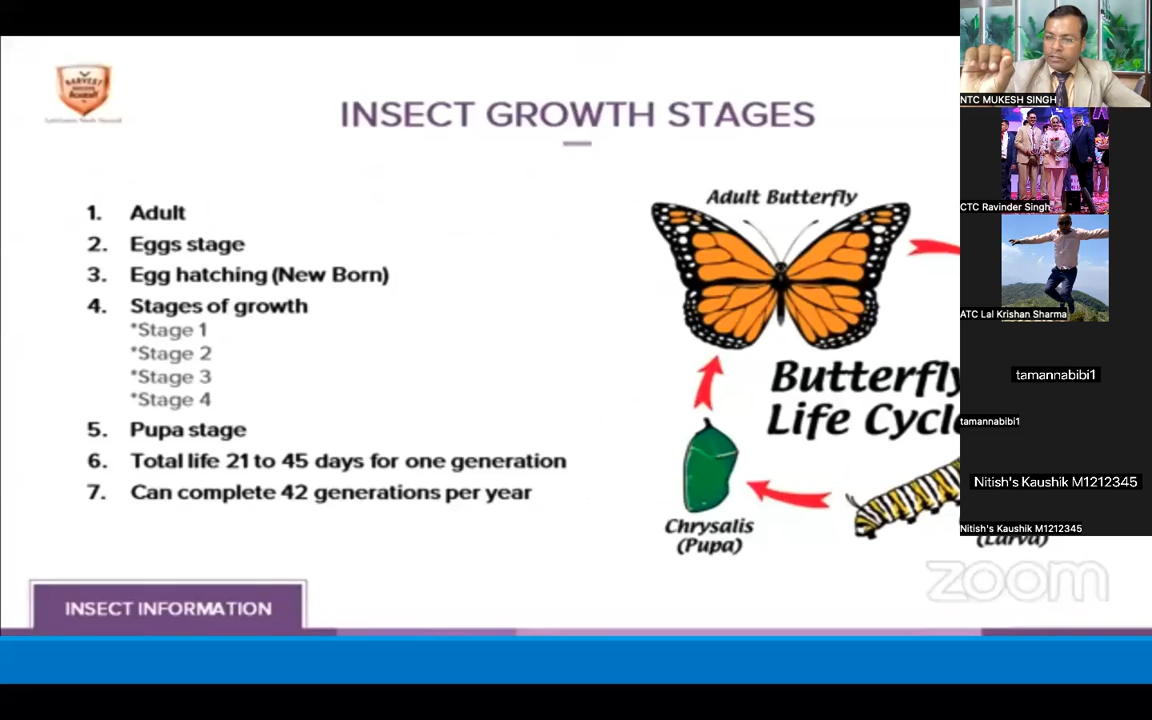 HARVEST
ACADEMY
INSECT GROWTH STAGES
1. Adult
2. Eggs stage
3. Egg hatching (New Born)
4. Stages of growth
*Stage 1
*Stage 2
*Stage 3
*Stage 4
5. Pupa stage
6. Total life 21 to 45 days for one generation
7. Can complete 42 generations per year
Adult Butterfly
Butterfly
Life Cycle
Chrysalis
(Pupa)
(Larva)
INSECT INFORMATION
zoom
NTC MUKESH SINGH
CTC Ravinder Singh
ATC Lal Krishan Sharma
tamannabibi1
tamannabibi1
Nitish's Kaushik M1212345
Nitish's Kaushik M1212345